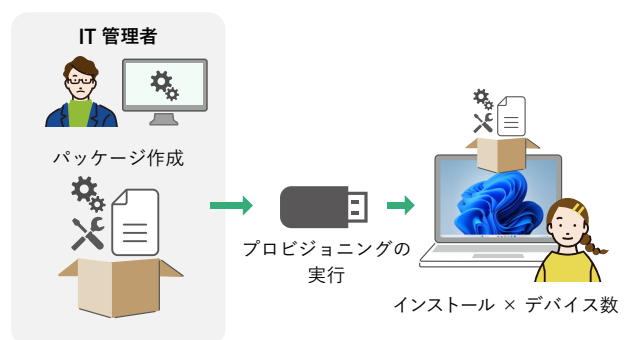 IT 管理者
パッケージ作成
プロビジョニングの
実行
インストール × デバイス数